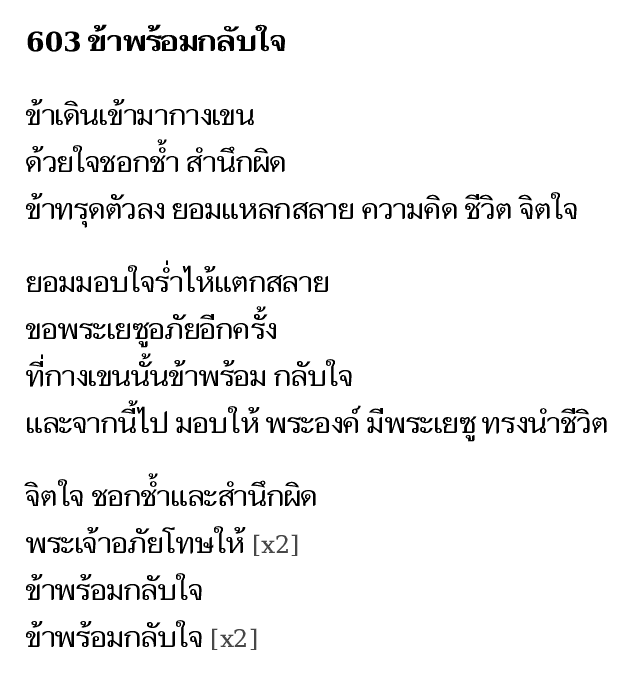 603 ข้าพร้อมกลับใจ
ข้าเดินเข้ามากางเขน
ด้วยใจชอกช้ำ สำนึกผิด
ข้าทรุดตัวลง ยอมแหลกสลาย ความคิด ชีวิต จิตใจ
ยอมมอบใจร่ำไห้แตกสลาย
ขอพระเยซูอภัยอีกครั้ง
ที่กางเขนนั้นข้าพร้อม กลับใจ
และจากนี้ไป มอบให้ พระองค์ มีพระเยซู ทรงนำชีวิต
จิตใจ ชอกช้ำและสำนึกผิด
พระเจ้าอภัยโทษให้ [x2]
ข้าพร้อมกลับใจ
ข้าพร้อมกลับใจ [x2]